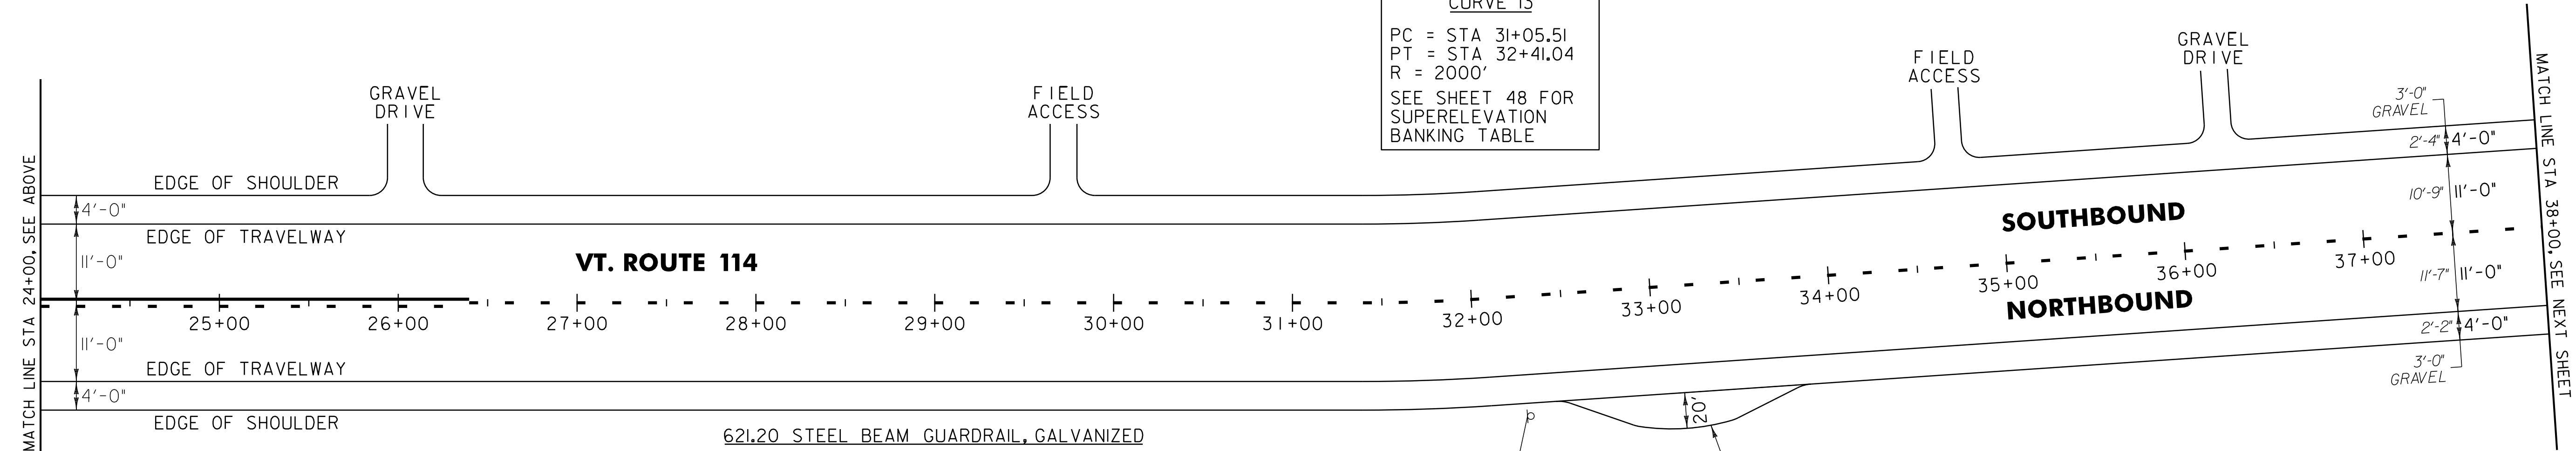 CURVE 13
PC = STA 31+05.51
PT = STA 32+41.04
R = 2000'
SEE SHEET 48 FOR
SUPERELEVATION
BANKING TABLE
GRAVEL
DRIVE
FIELD
ACCESS
FIELD
ACCESS
GRAVEL
DRIVE
3'-0"
GRAVEL
2'-4" 4'-0"
10'-9" 11'-0"
11'-7" 11'-0"
2'-2" 4'-0"
3'-0"
GRAVEL
MATCH LINE STA 24+00, SEE ABOVE
EDGE OF SHOULDER
4'-0"
EDGE OF TRAVELWAY
11'-0"
VT. ROUTE 114
SOUTHBOUND
25+00
26+00
27+00
28+00
29+00
30+00
31+00
32+00
33+00
34+00
35+00
36+00
37+00
NORTHBOUND
11'-0"
EDGE OF TRAVELWAY
4'-0"
EDGE OF SHOULDER
621.20 STEEL BEAM GUARDRAIL, GALVANIZED
20'
MATCH LINE STA 38+00, SEE NEXT SHEET